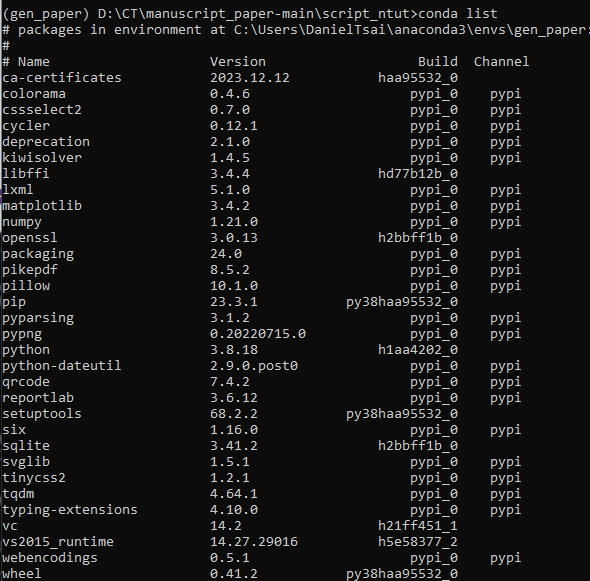 (gen_paper) D:\CT\manuscript_paper-main\script_ntut>conda list
# packages in environment at C:\Users\DanielTsai\anaconda3\envs\gen_paper:
#
# Name                    Version                   Build  Channel
ca-certificates           2023.12.12           haa95532_0
colorama                  0.4.6                    pypi_0    pypi
cssselect2                0.7.0                    pypi_0    pypi
cycler                    0.12.1                   pypi_0    pypi
deprecation               2.1.0                    pypi_0    pypi
kiwisolver                1.4.5                    pypi_0    pypi
libffi                    3.4.4                hd77b12b_0
lxml                      5.1.0                    pypi_0    pypi
matplotlib                3.4.2                    pypi_0    pypi
numpy                     1.21.0                   pypi_0    pypi
openssl                   3.0.13               h2bbff1b_0
packaging                 24.0                     pypi_0    pypi
pikepdf                   8.5.2                    pypi_0    pypi
pillow                    10.1.0                   pypi_0    pypi
pip                       23.3.1           py38haa95532_0
pyparsing                 3.1.2                    pypi_0    pypi
pypng                     0.20220715.0             pypi_0    pypi
python                    3.8.18               h1aa4202_0
python-dateutil           2.9.0.post0              pypi_0    pypi
qrcode                    7.4.2                    pypi_0    pypi
reportlab                 3.6.12                   pypi_0    pypi
setuptools                68.2.2           py38haa95532_0
six                       1.16.0                   pypi_0    pypi
sqlite                    3.41.2               h2bbff1b_0
svglib                    1.5.1                    pypi_0    pypi
tinycss2                  1.2.1                    pypi_0    pypi
tqdm                      4.64.1                   pypi_0    pypi
typing-extensions         4.10.0                   pypi_0    pypi
vc                        14.2                 h21ff451_1
vs2015_runtime            14.27.29016          h5e58377_2
webencodings              0.5.1                    pypi_0    pypi
wheel                     0.41.2           py38haa95532_0